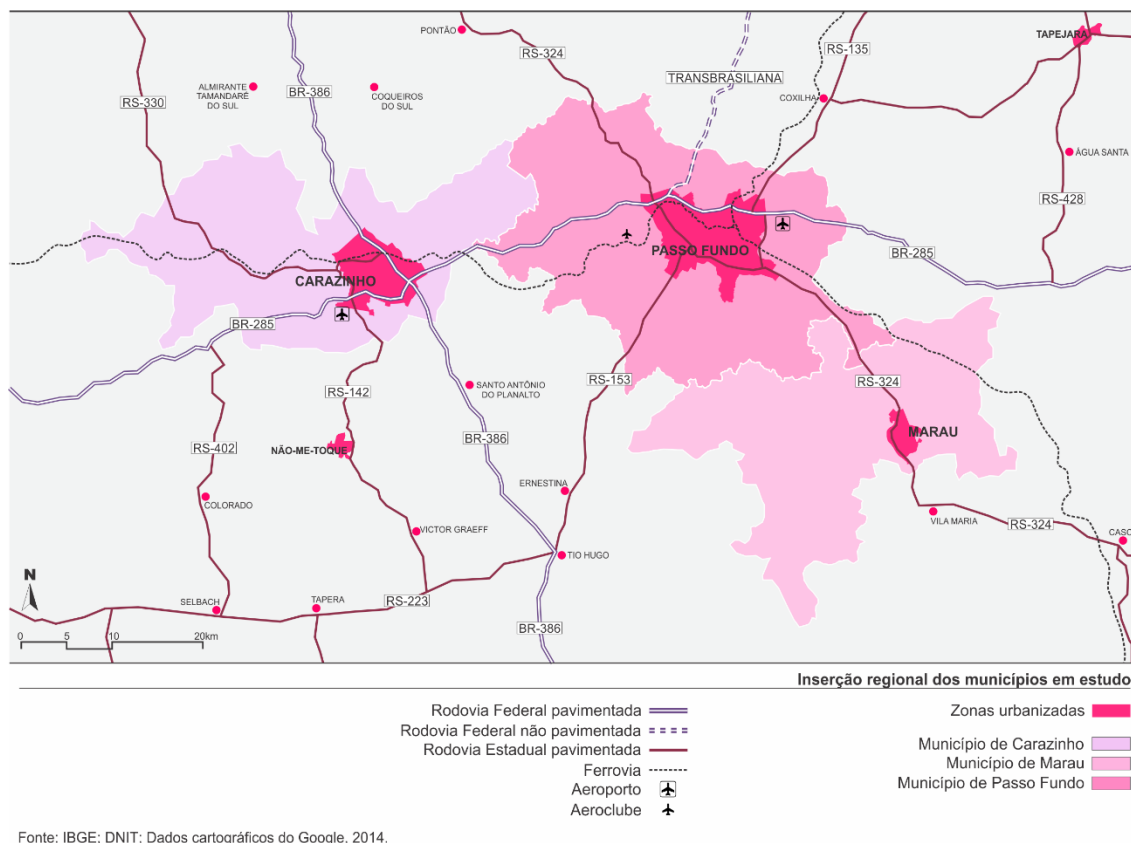 PONTÃO
RS-324
RS-135
TAPEJARA
TRANSBRASILIANA
ALMIRANTE
TAMANDARÉ
DO SUL
BR-386
COQUEIROS
DO SUL
RS-330
COXILHA
ÁGUA SANTA
RS-428
PASSO FUNDO
BR-285
CARAZINHO
BR-285
RS-142
SANTO ANTÔNIO
DO PLANALTO
RS-153
RS-324
MARAU
BR-386
RS-402
NÃO-ME-TOQUE
COLORADO
ERNESTINA
VILA MARIA
RS-324
CASC
VICTOR GRAEFF
TIO HUGO
N
SELBACH
TAPERA
RS-223
BR-386
0 5 10 20km
Inserção regional dos municípios em estudo
Rodovia Federal pavimentada
Rodovia Federal não pavimentada
Rodovia Estadual pavimentada
Ferrovia
Aeroporto
Aeroclube
Zonas urbanizadas
Município de Carazinho
Município de Marau
Município de Passo Fundo
Fonte: IBGE; DNIT; Dados cartográficos do Google, 2014.